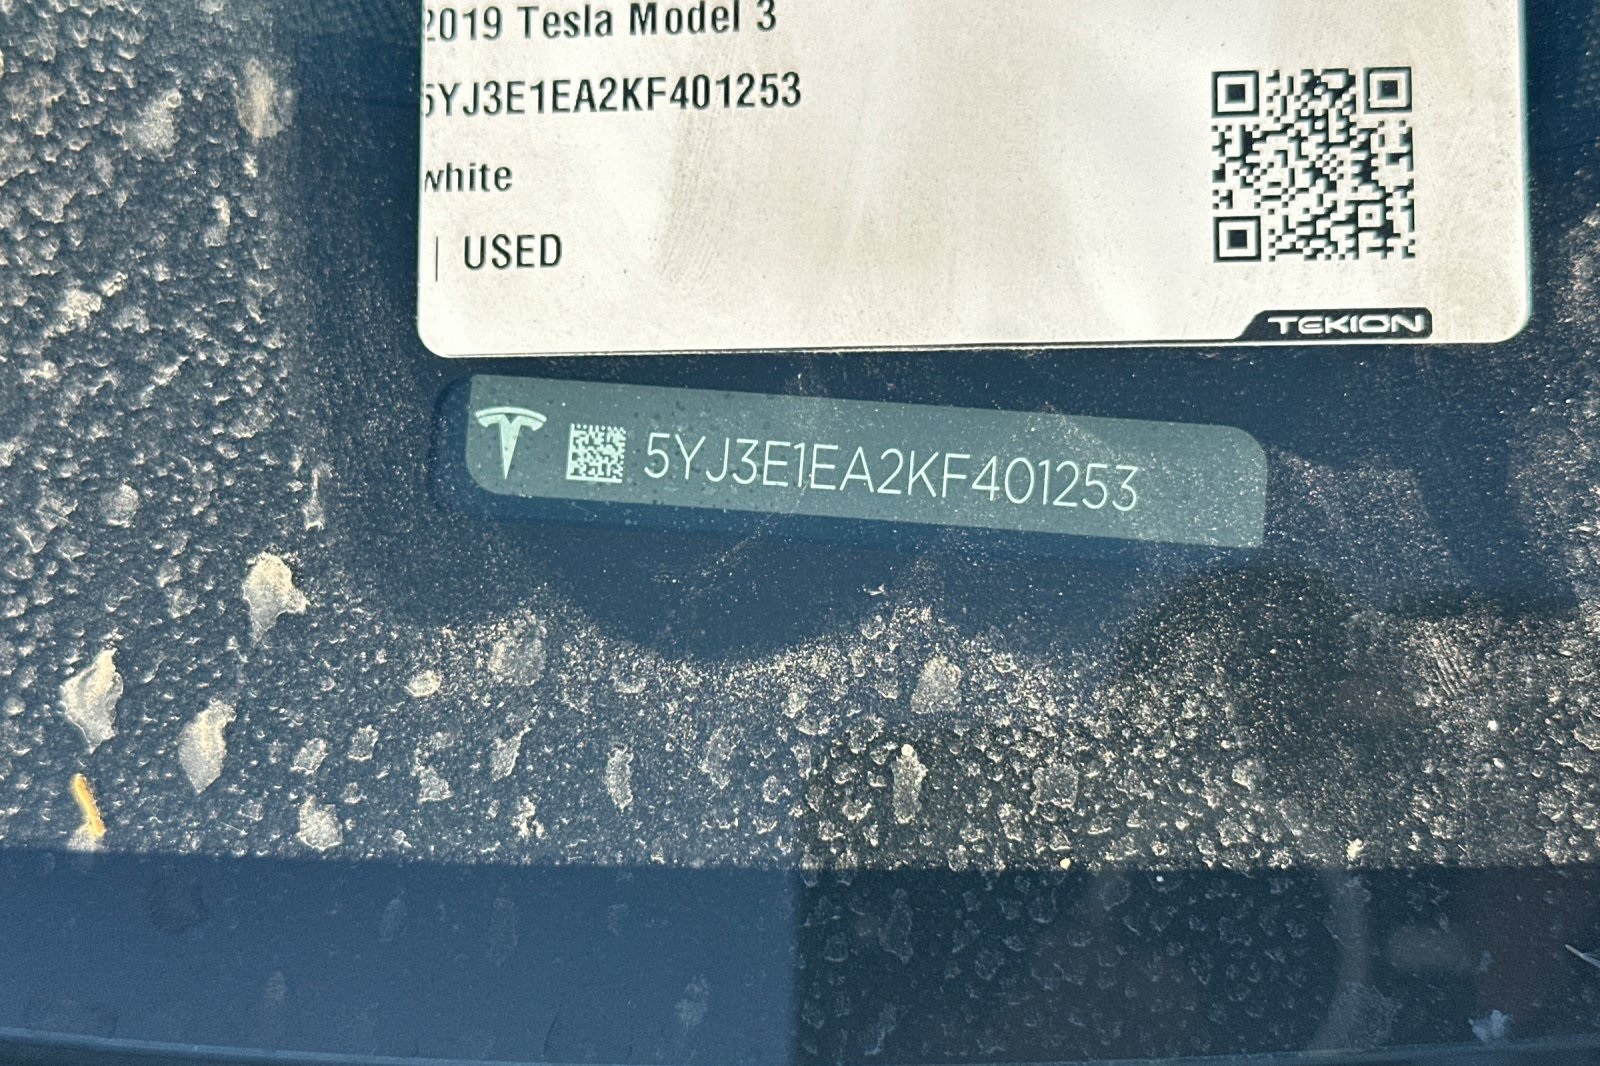 2019 Tesla Model 3
5YJ3E1EA2KF401253
white
| USED
TEKION
5YJ3E1EA2KF401253